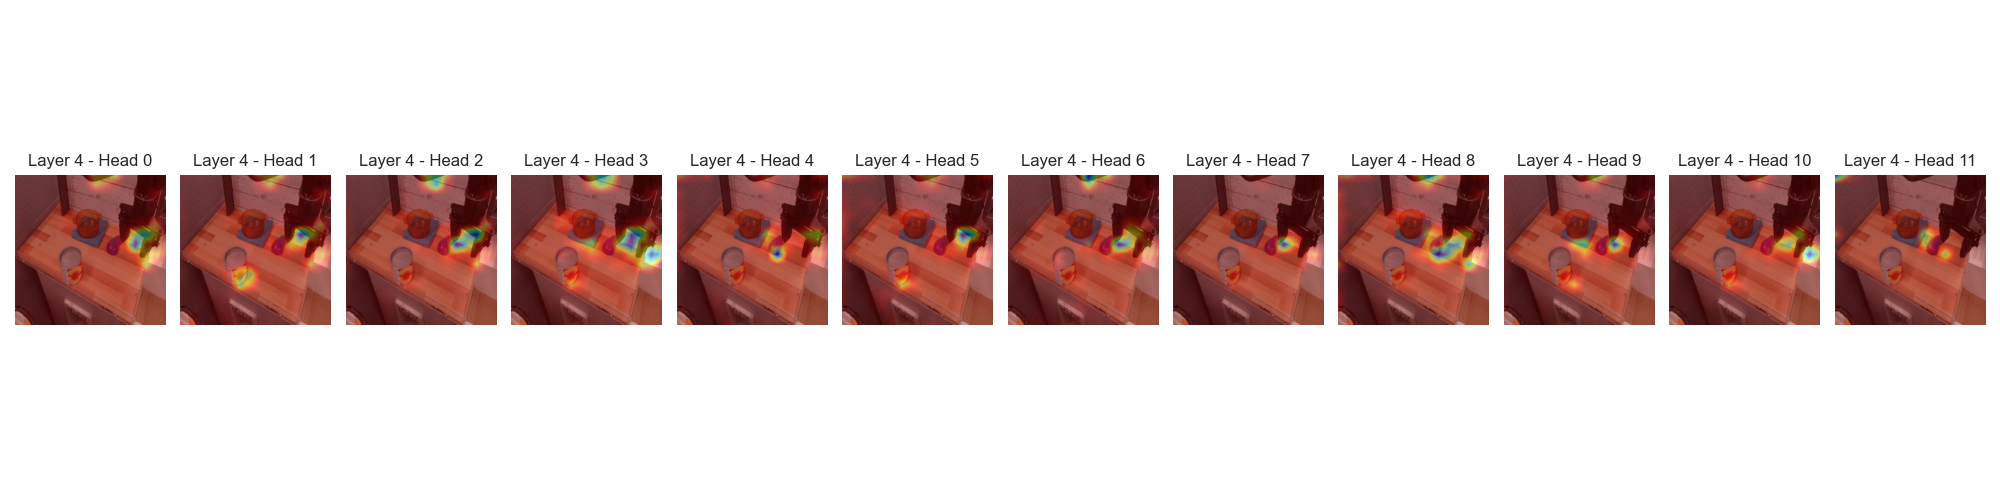 Layer 4 - Head 0
Layer 4 - Head 1
Layer 4 - Head 2
Layer 4 - Head 3
Layer 4 - Head 4
Layer 4 - Head 5
Layer 4 - Head 6
Layer 4 - Head 7
Layer 4 - Head 8
Layer 4 - Head 9
Layer 4 - Head 10
Layer 4 - Head 11